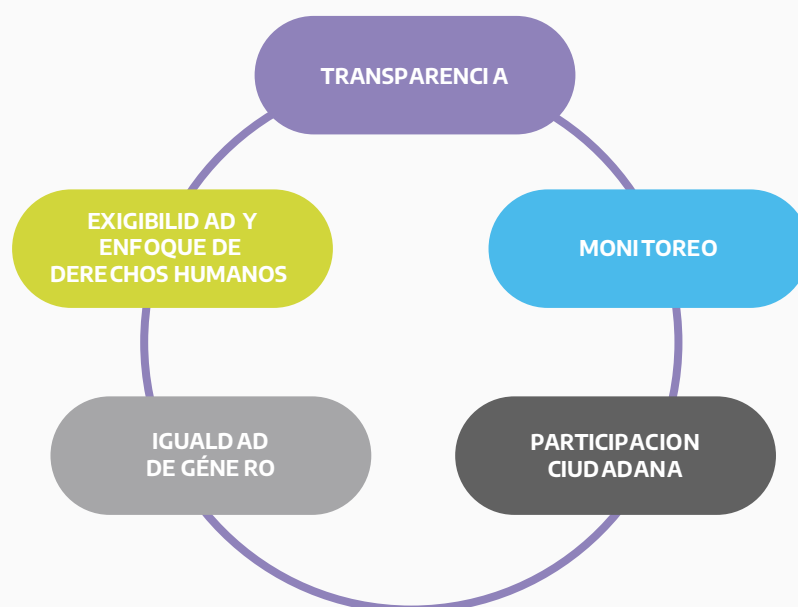 TRANSPARENCIA
EXIGIBILIDAD Y
ENFOQUE DE
DERECHOS HUMANOS
MONITOREO
IGUALDAD
DE GÉNERO
PARTICIPACION
CIUDADANA